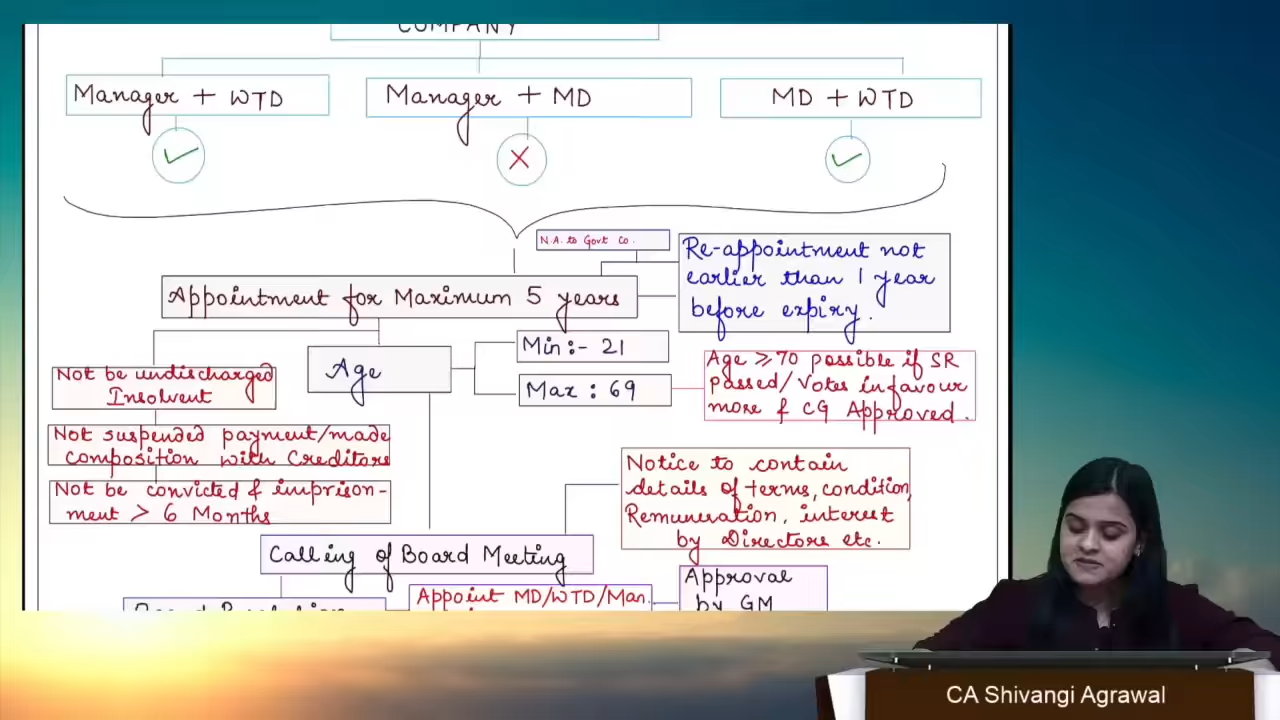 COMPANY
Manager + WTD
Manager + MD
MD + WTD
N.A. to Govt Co.
Re-appointment not
earlier than 1 year
before expiry.
Appointment for Maximum 5 years
Min:- 21
Age
Max : 69
Age ⩾ 70 possible if SR
passed/Votes in favour
more & CG Approved.
Not be undischarged
Insolvent
Not suspended payment/made
composition with Creditors
Not be convicted & imprison-
ment > 6 Months
Notice to contain
details of terms, condition,
Remuneration, interest
by Directors etc.
Calling of Board Meeting
Board Resolution
Appoint MD/WTD/Man.
Approval
by GM
CA Shivangi Agrawal